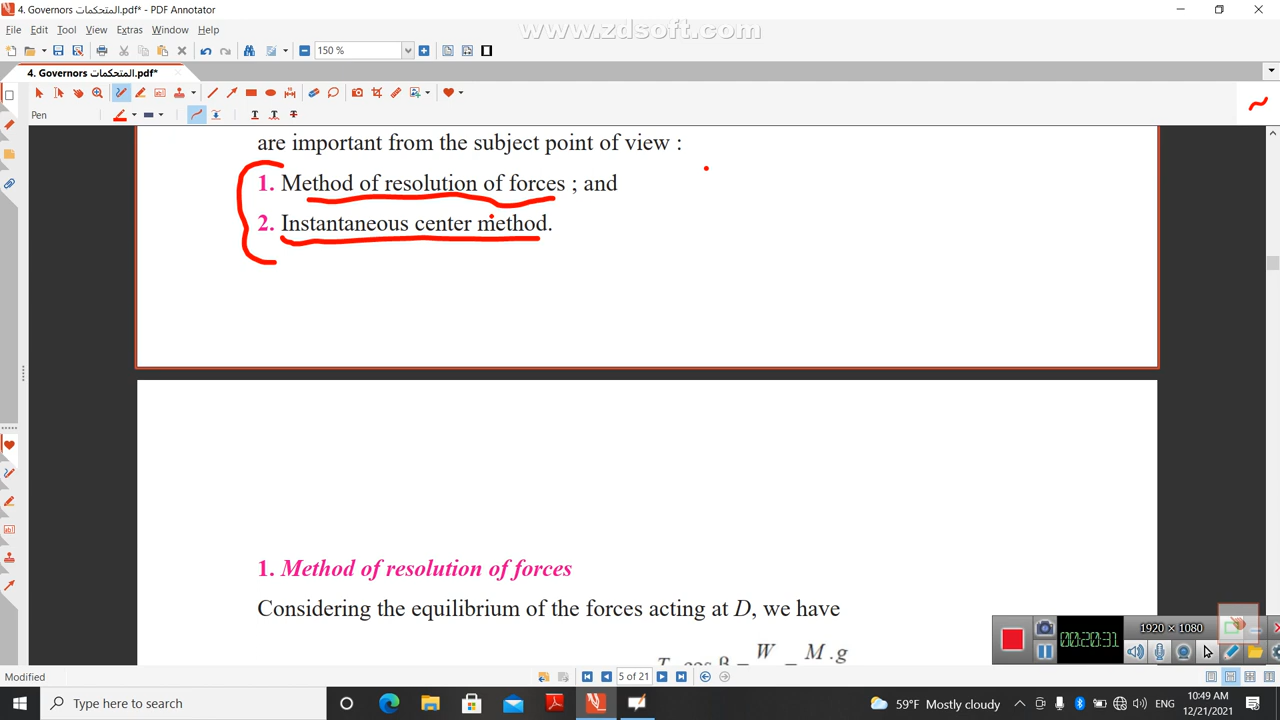 4. Governors المتحكمات.pdf* - PDF Annotator
www.zdsoft.com
File Edit View Extras Window Help
150 %
4. Governors المتحكمات.pdf*
Pen
are important from the subject point of view :
1. Method of resolution of forces ; and
2. Instantaneous center method.
1. Method of resolution of forces
Considering the equilibrium of the forces acting at D, we have
W M.g
1920 × 1080
00:20:31
Modified
5 of 21
Type here to search
59°F Mostly cloudy
ENG
10:49 AM
12/21/2021